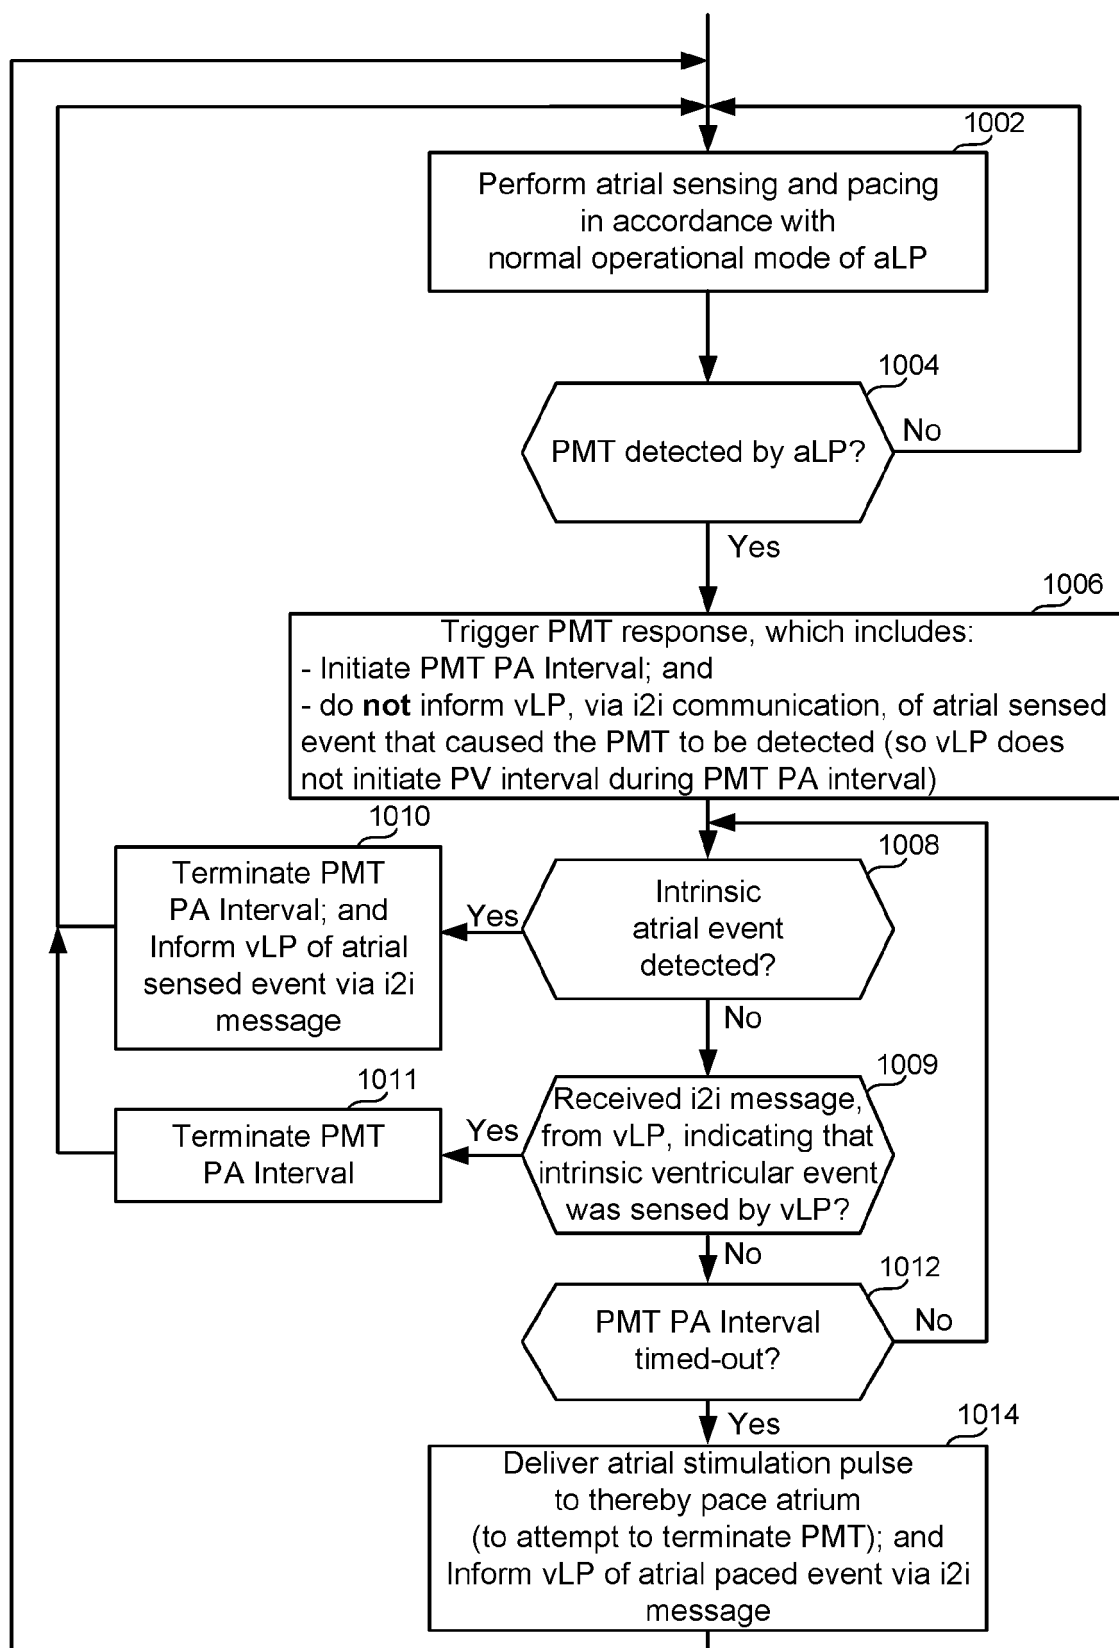 1002
Perform atrial sensing and pacing
in accordance with
normal operational mode of aLP
1004
PMT detected by aLP?
No
Yes
1006
Trigger PMT response, which includes:
- Initiate PMT PA Interval; and
- do not inform vLP, via i2i communication, of atrial sensed
event that caused the PMT to be detected (so vLP does
not initiate PV interval during PMT PA interval)
1010
Terminate PMT
PA Interval; and
Inform vLP of atrial
sensed event via i2i
message
Yes
1008
Intrinsic
atrial event
detected?
No
1011
Terminate PMT
PA Interval
Yes
1009
Received i2i message,
from vLP, indicating that
intrinsic ventricular event
was sensed by vLP?
No
1012
PMT PA Interval
timed-out?
No
Yes
1014
Deliver atrial stimulation pulse
to thereby pace atrium
(to attempt to terminate PMT); and
Inform vLP of atrial paced event via i2i
message